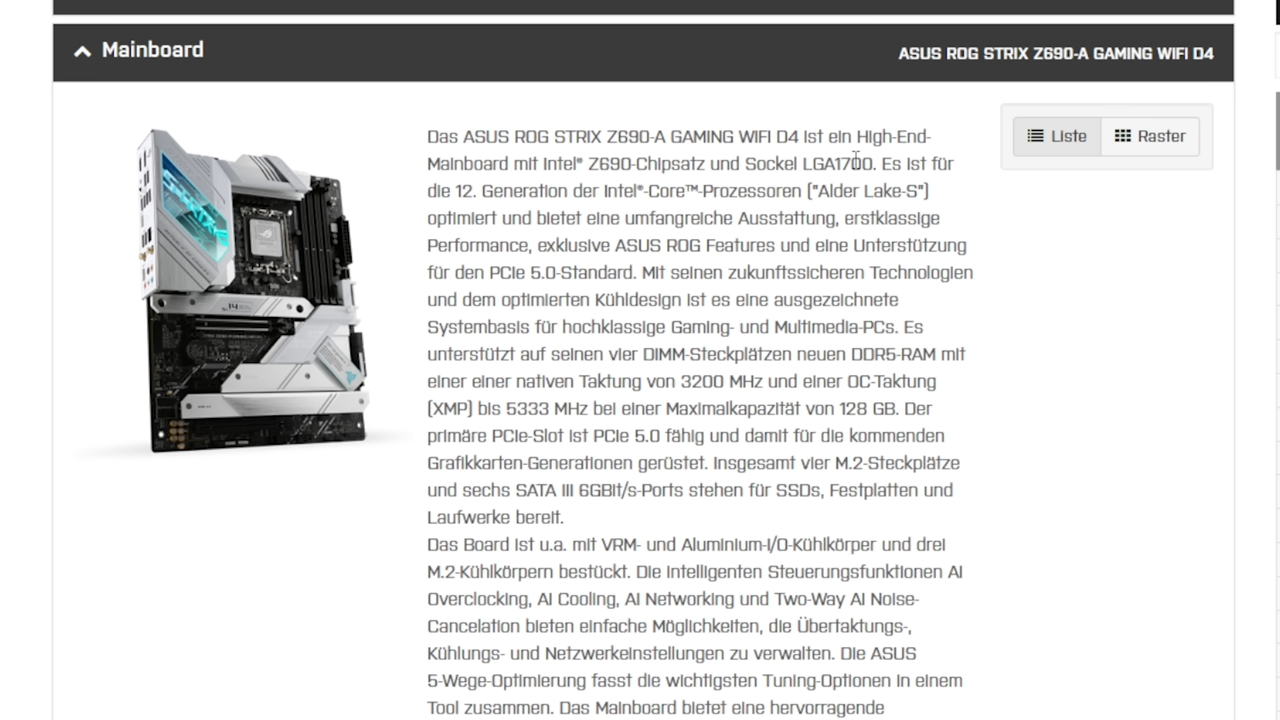 Mainboard
ASUS ROG STRIX Z690-A GAMING WIFI D4
Liste
Raster
Das ASUS ROG STRIX Z690-A GAMING WIFI D4 ist ein High-End-
Mainboard mit Intel® Z690-Chipsatz und Sockel LGA1700. Es ist für
die 12. Generation der Intel®-Core™-Prozessoren ("Alder Lake-S")
optimiert und bietet eine umfangreiche Ausstattung, erstklassige
Performance, exklusive ASUS ROG Features und eine Unterstützung
für den PCIe 5.0-Standard. Mit seinen zukunftssicheren Technologien
und dem optimierten Kühldesign ist es eine ausgezeichnete
Systembasis für hochklassige Gaming- und Multimedia-PCs. Es
unterstützt auf seinen vier DIMM-Steckplätzen neuen DDR5-RAM mit
einer einer nativen Taktung von 3200 MHz und einer OC-Taktung
(XMP) bis 5333 MHz bei einer Maximalkapazität von 128 GB. Der
primäre PCIe-Slot ist PCIe 5.0 fähig und damit für die kommenden
Grafikkarten-Generationen gerüstet. Insgesamt vier M.2-Steckplätze
und sechs SATA III 6GBit/s-Ports stehen für SSDs, Festplatten und
Laufwerke bereit.
Das Board ist u.a. mit VRM- und Aluminium-I/O-Kühlkörper und drei
M.2-Kühlkörpern bestückt. Die intelligenten Steuerungsfunktionen AI
Overclocking, AI Cooling, AI Networking und Two-Way AI Noise-
Cancelation bieten einfache Möglichkeiten, die Übertaktungs-,
Kühlungs- und Netzwerkeinstellungen zu verwalten. Die ASUS
5-Wege-Optimierung fasst die wichtigsten Tuning-Optionen in einem
Tool zusammen. Das Mainboard bietet eine hervorragende